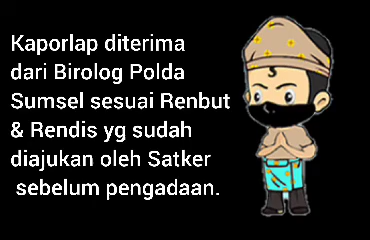 Kaporlap diterima
dari Birolog Polda
Sumsel sesuai Renbut
& Rendis yg sudah
diajukan oleh Satker
sebelum pengadaan.